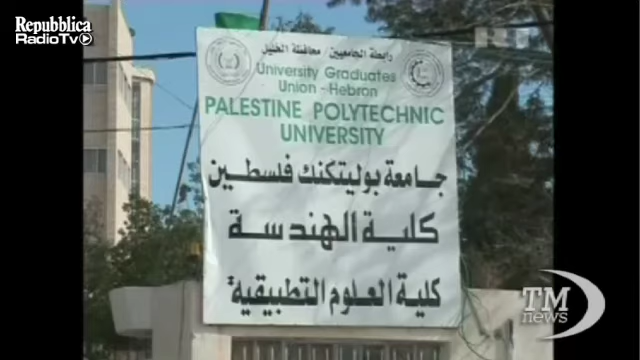 Repubblica
RadioTv
رابطة الجامعيين / محافظة الخليل
University Graduates
Union - Hebron
PALESTINE POLYTECHNIC
UNIVERSITY
جامعة بوليتكنك فلسطين
كلية الهندسة
كلية العلوم التطبيقية
TM
news